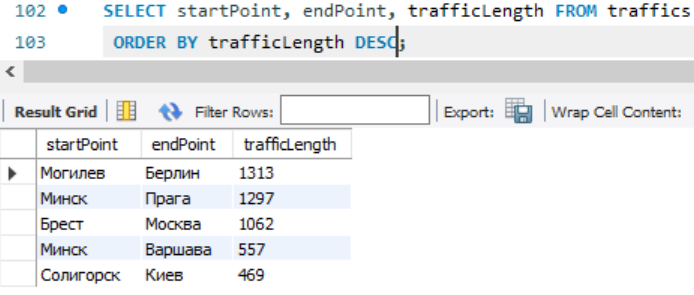 102 SELECT startPoint, endPoint, trafficLength FROM traffics
103 ORDER BY trafficLength DESC;
Result Grid Filter Rows: Export: Wrap Cell Content:
startPoint endPoint trafficLength
Могилев Берлин 1313
Минск Прага 1297
Брест Москва 1062
Минск Варшава 557
Солигорск Киев 469